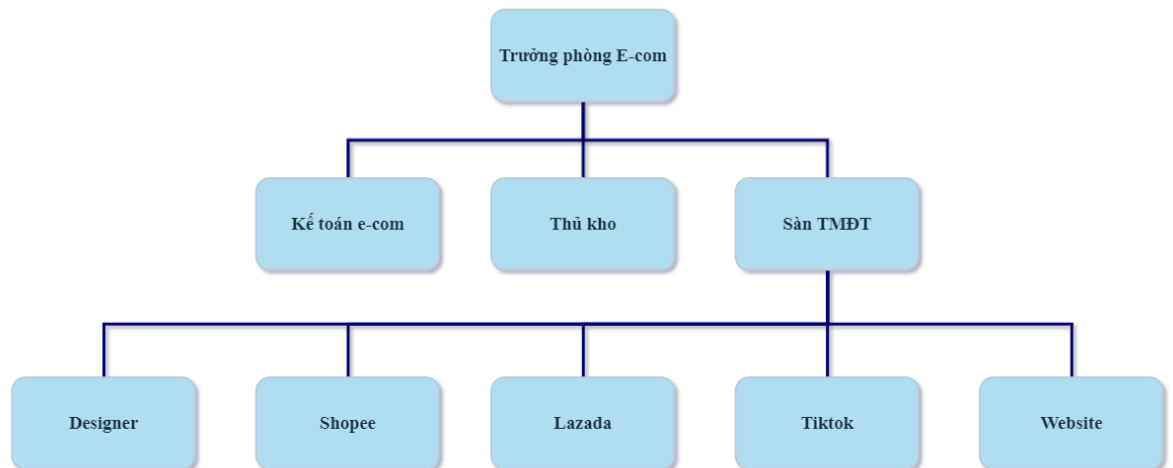 Trưởng phòng E-com
Kế toán e-com
Thủ kho
Sàn TMĐT
Designer
Shopee
Lazada
Tiktok
Website